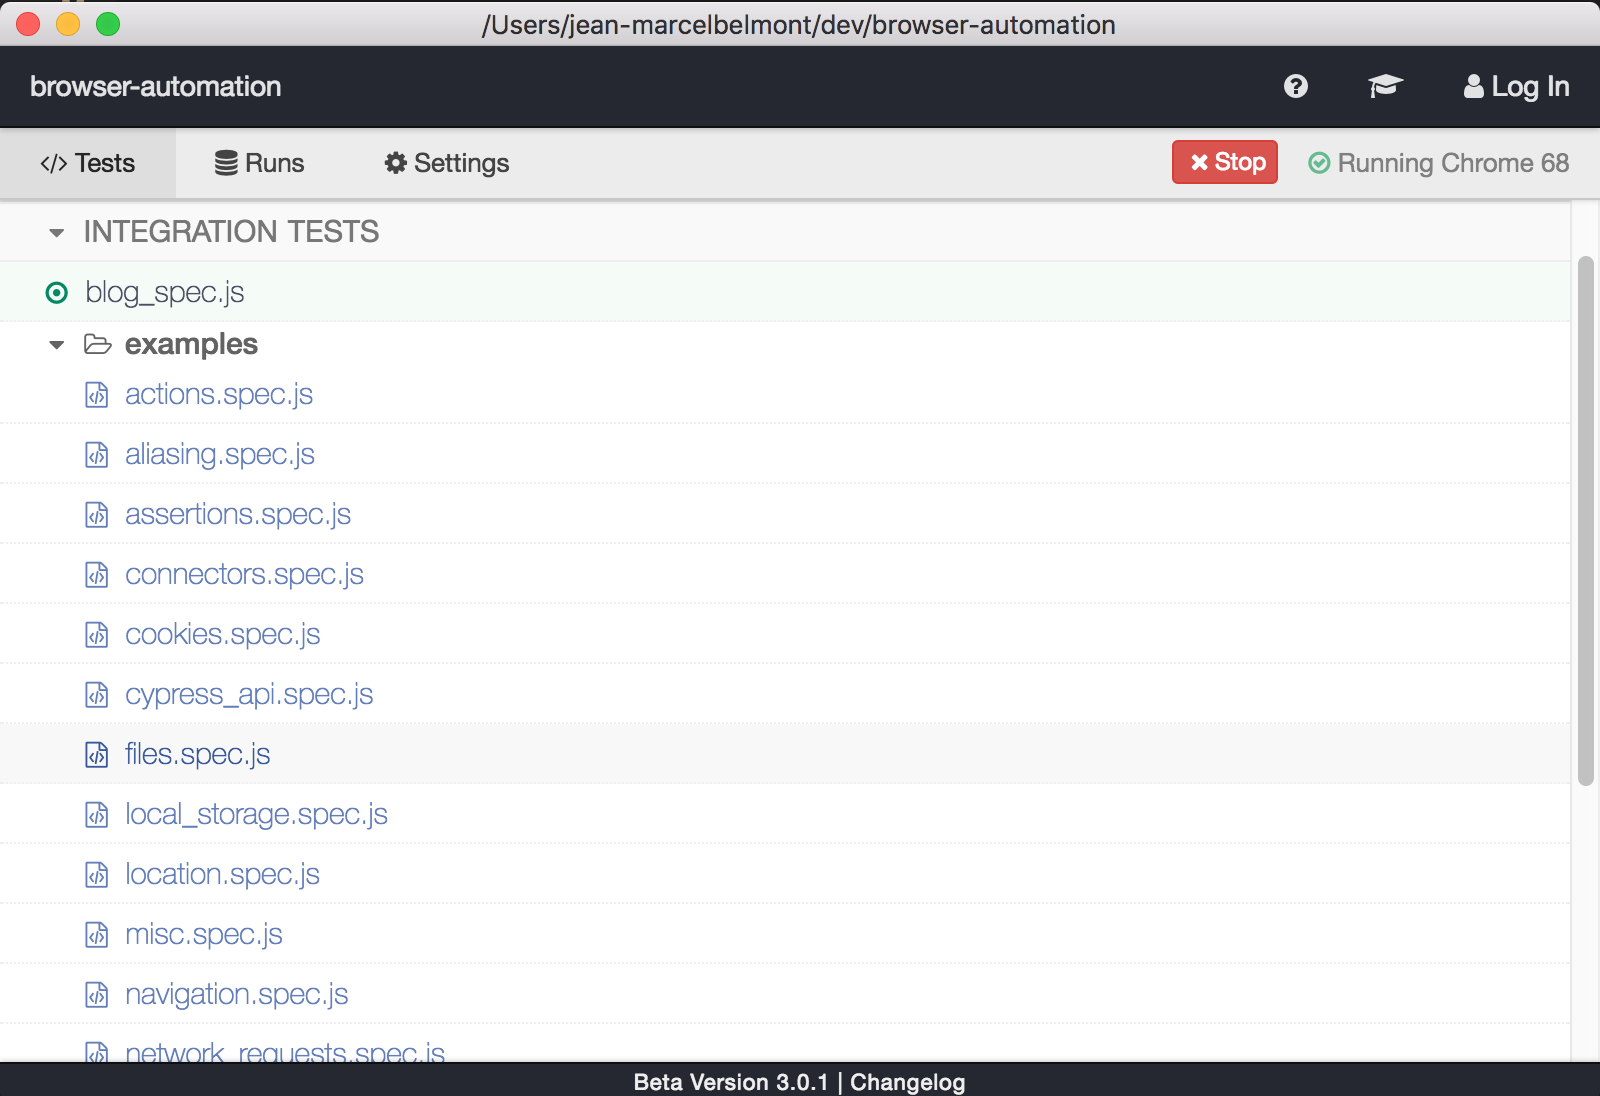 /Users/jean-marcelbelmont/dev/browser-automation
browser-automation
Log In
</> Tests
Runs
Settings
Stop
Running Chrome 68
INTEGRATION TESTS
blog_spec.js
examples
actions.spec.js
aliasing.spec.js
assertions.spec.js
connectors.spec.js
cookies.spec.js
cypress_api.spec.js
files.spec.js
local_storage.spec.js
location.spec.js
misc.spec.js
navigation.spec.js
network_requests.spec.js
Beta Version 3.0.1 | Changelog